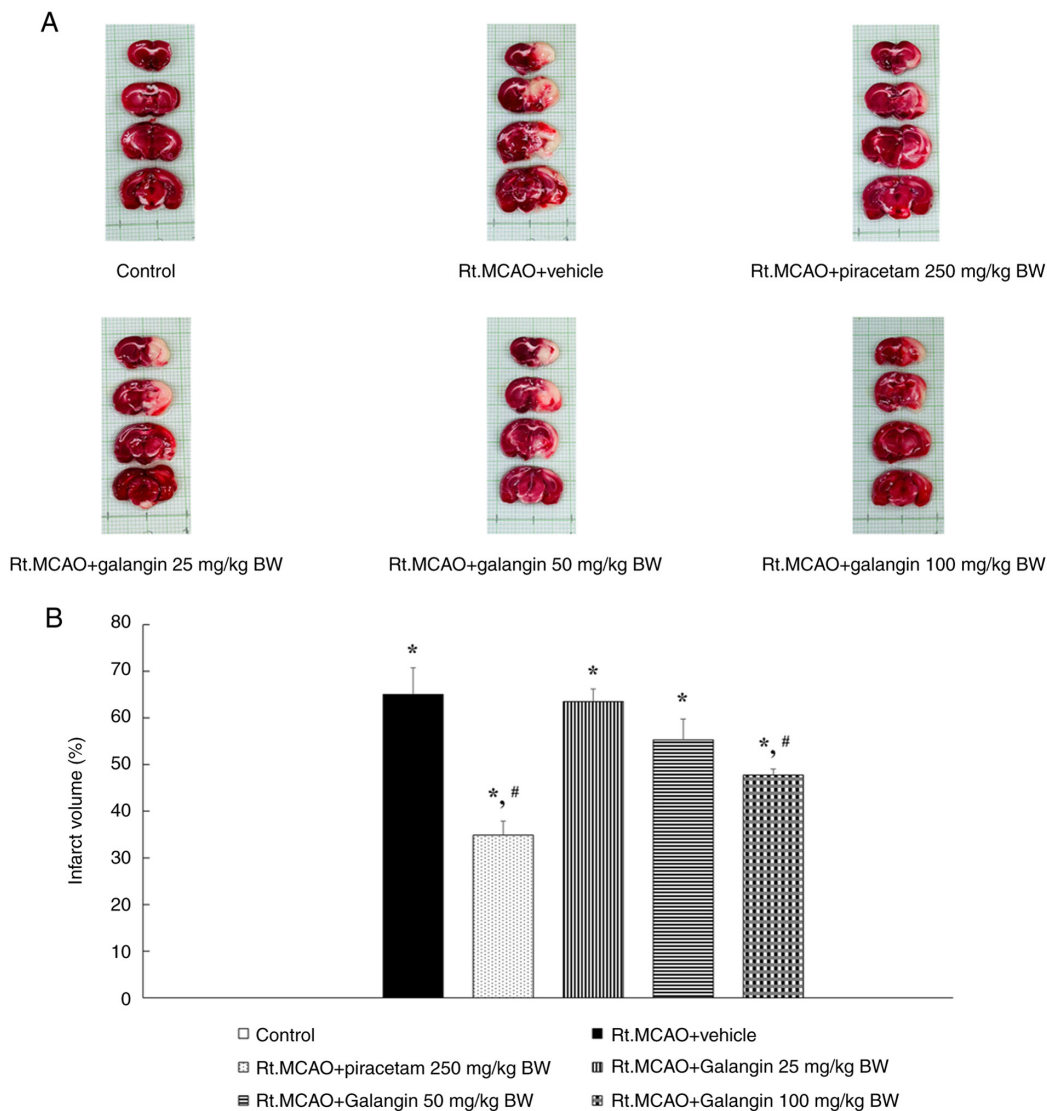 A
Control
Rt.MCAO+vehicle
Rt.MCAO+piracetam 250 mg/kg BW
Rt.MCAO+galangin 25 mg/kg BW
Rt.MCAO+galangin 50 mg/kg BW
Rt.MCAO+galangin 100 mg/kg BW
B
80
70
60
50
40
30
20
10
0
Infarct volume (%)
*
*, #
*
*
*, #
Control
Rt.MCAO+vehicle
Rt.MCAO+piracetam 250 mg/kg BW
Rt.MCAO+Galangin 25 mg/kg BW
Rt.MCAO+Galangin 50 mg/kg BW
Rt.MCAO+Galangin 100 mg/kg BW